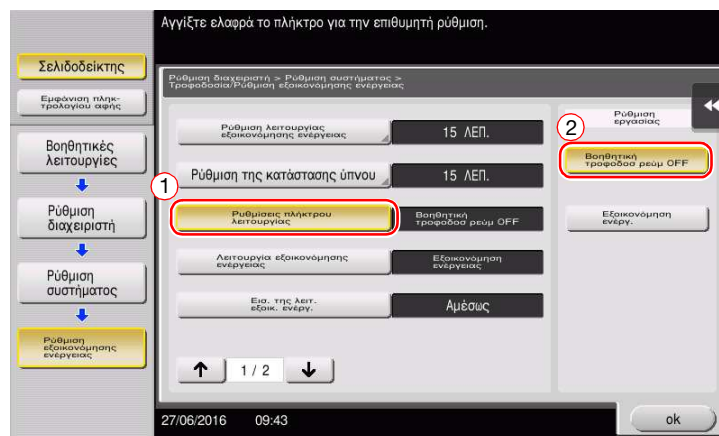 Αγγίξτε ελαφρά το πλήκτρο για την επιθυμητή ρύθμιση.
Σελιδοδείκτης
Εμφάνιση πληκ-
τρολογίου αφής
Βοηθητικές
λειτουργίες
Ρύθμιση
διαχειριστή
Ρύθμιση
συστήματος
Ρύθμιση
εξοικονόμησης
ενέργειας
Ρύθμιση διαχειριστή > Ρύθμιση συστήματος >
Τροφοδοσία/Ρύθμιση εξοικονόμησης ενέργειας
Ρύθμιση λειτουργίας
εξοικονόμησης ενέργειας
15 ΛΕΠ.
Ρύθμιση της κατάστασης ύπνου
15 ΛΕΠ.
1
Ρυθμίσεις πλήκτρου
λειτουργίας
Βοηθητική
τροφοδοσ ρεύμ OFF
Λειτουργία εξοικονόμησης
ενέργειας
Εξοικονόμηση
ενέργειας
Εισ. της λειτ.
εξοικ. ενέργ.
Αμέσως
1 / 2
Ρύθμιση
εργασίας
2
Βοηθητική
τροφοδοσ ρεύμ OFF
Εξοικονόμηση
ενέργ.
27/06/2016 09:43
ok